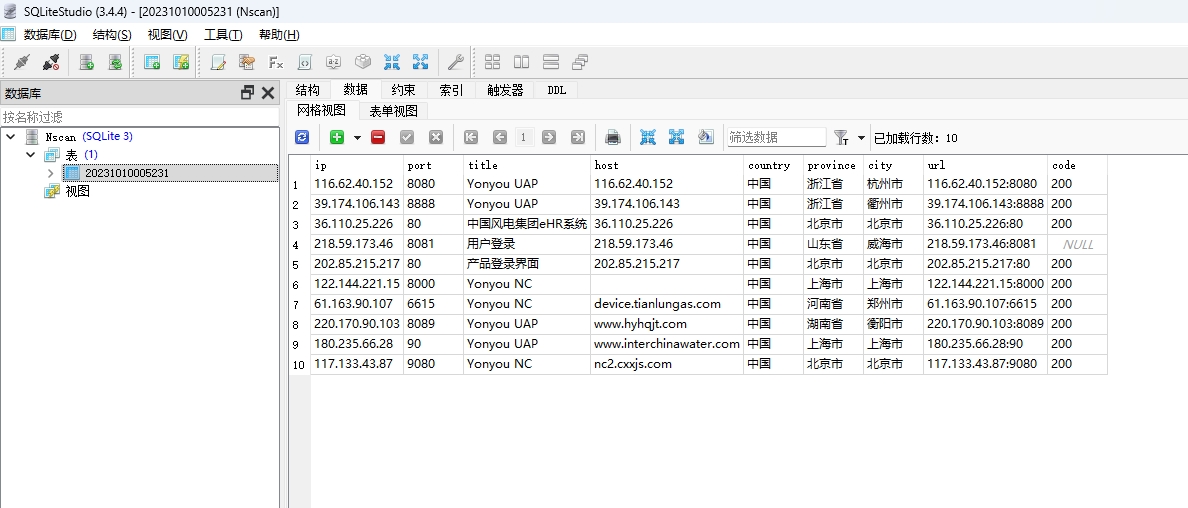 SQLiteStudio (3.4.4) - [20231010005231 (Nscan)]
数据库(D) 结构(S) 视图(V) 工具(T) 帮助(H)
数据库
按名称过滤
Nscan (SQLite 3)
表 (1)
20231010005231
视图
结构 数据 约束 索引 触发器 DDL
网格视图 表单视图
1 筛选数据 已加载行数：10
ip port title host country province city url code
1 116.62.40.152 8080 Yonyou UAP 116.62.40.152 中国 浙江省 杭州市 116.62.40.152:8080 200
2 39.174.106.143 8888 Yonyou UAP 39.174.106.143 中国 浙江省 衢州市 39.174.106.143:8888 200
3 36.110.25.226 80 中国风电集团eHR系统 36.110.25.226 中国 北京市 北京市 36.110.25.226:80 200
4 218.59.173.46 8081 用户登录 218.59.173.46 中国 山东省 威海市 218.59.173.46:8081 NULL
5 202.85.215.217 80 产品登录界面 202.85.215.217 中国 北京市 北京市 202.85.215.217:80 200
6 122.144.221.15 8000 Yonyou NC 中国 上海市 上海市 122.144.221.15:8000 200
7 61.163.90.107 6615 Yonyou NC device.tianlungas.com 中国 河南省 郑州市 61.163.90.107:6615 200
8 220.170.90.103 8089 Yonyou UAP www.hyhqjt.com 中国 湖南省 衡阳市 220.170.90.103:8089 200
9 180.235.66.28 90 Yonyou UAP www.interchinawater.com 中国 上海市 上海市 180.235.66.28:90 200
10 117.133.43.87 9080 Yonyou NC nc2.cxxjs.com 中国 北京市 北京市 117.133.43.87:9080 200